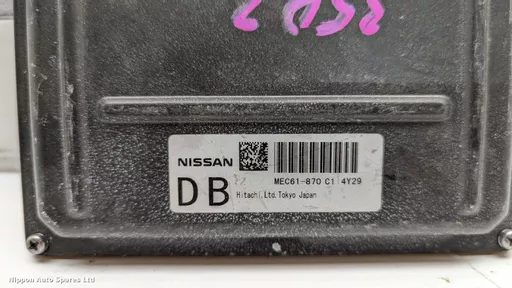 NISSAN
MEC61-870 C1 4Y29
DB
Hitachi,Ltd.Tokyo Japan
Nippon Auto Spares Ltd